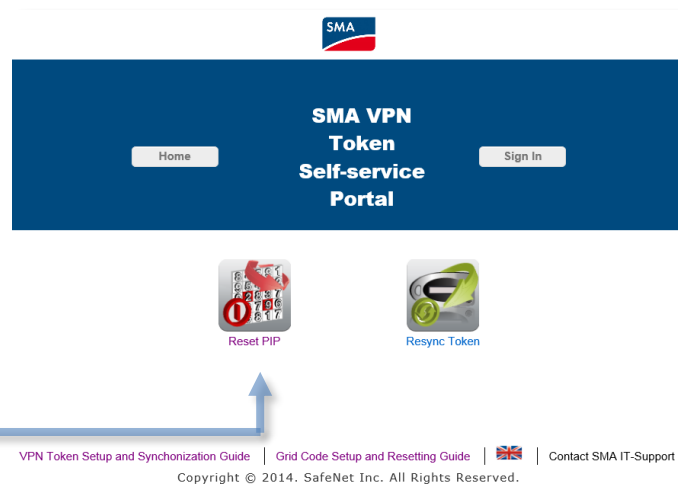 SMA
SMA VPN
Token
Self-service
Portal
Home
Sign In
Reset PIP
Resync Token
VPN Token Setup and Synchonization Guide
Grid Code Setup and Resetting Guide
Contact SMA IT-Support
Copyright © 2014. SafeNet Inc. All Rights Reserved.